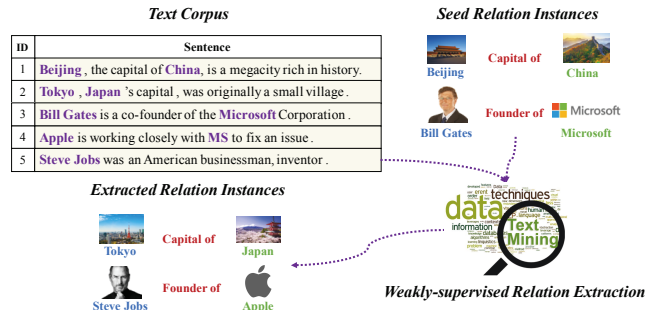 Text Corpus
ID Sentence
1 Beijing , the capital of China, is a megacity rich in history.
2 Tokyo , Japan 's capital , was originally a small village .
3 Bill Gates is a co-founder of the Microsoft Corporation .
4 Apple is working closely with MS to fix an issue .
5 Steve Jobs was an American businessman, inventor .
Seed Relation Instances
Capital of
Beijing China
Founder of Microsoft
Bill Gates Microsoft
Extracted Relation Instances
Capital of
Tokyo Japan
Founder of
Steve Jobs Apple
data techniques
information
Text
Mining
Weakly-supervised Relation Extraction